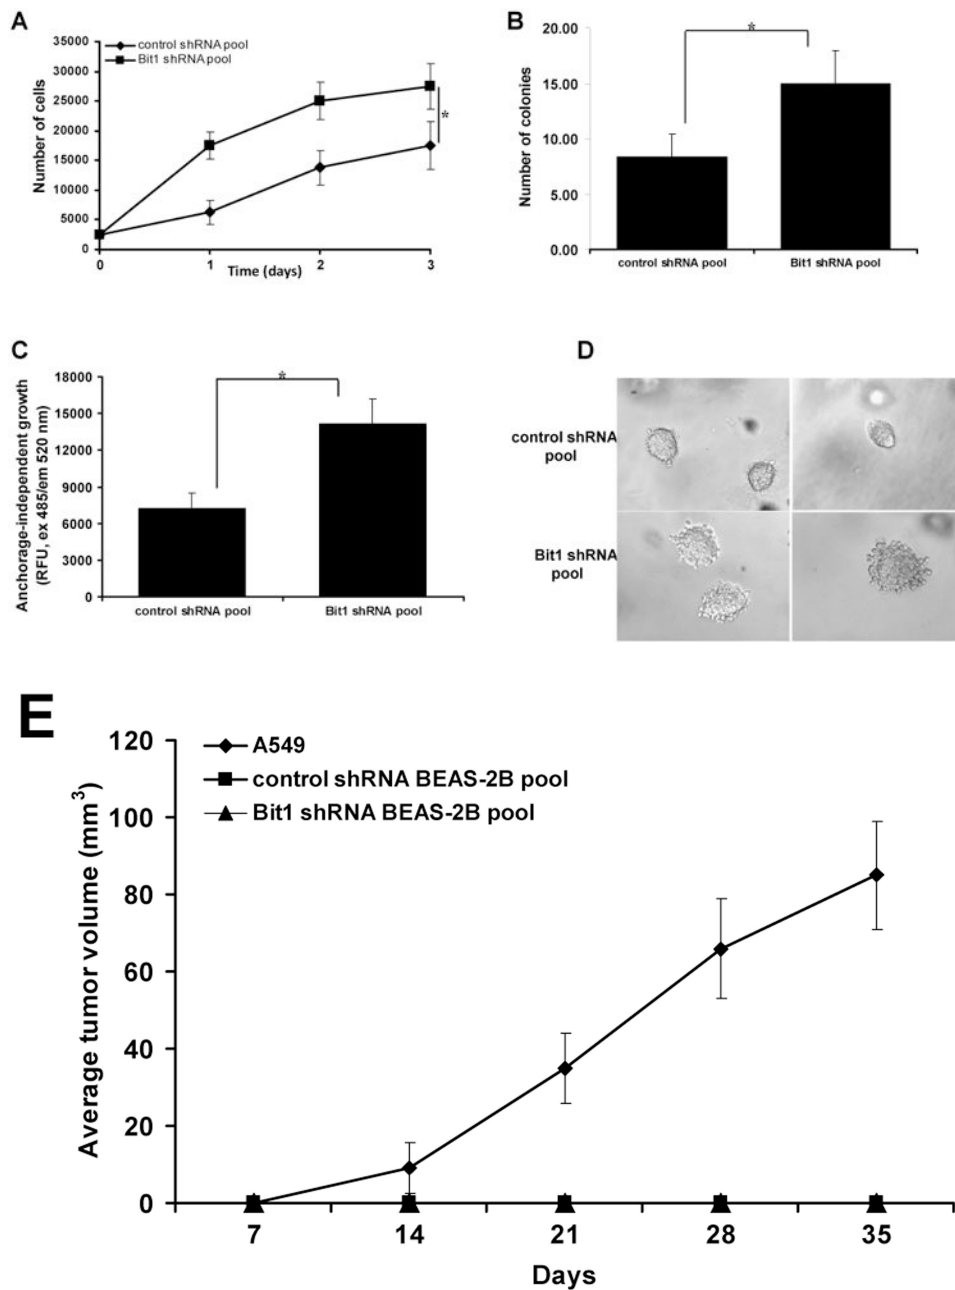 A
35000
30000
25000
20000
15000
10000
5000
0
Number of cells
control shRNA pool
Bit1 shRNA pool
*
0 1 2 3
Time (days)
B
20.00
15.00
10.00
5.00
0.00
Number of colonies
*
control shRNA pool Bit1 shRNA pool
C
18000
15000
12000
9000
6000
3000
0
Anchorage-independent growth
(RFU, ex 485/em 520 nm)
*
control shRNA pool Bit1 shRNA pool
D
control shRNA
pool
Bit1 shRNA
pool
E
120
100
80
60
40
20
0
Average tumor volume (mm³)
A549
control shRNA BEAS-2B pool
Bit1 shRNA BEAS-2B pool
7 14 21 28 35
Days